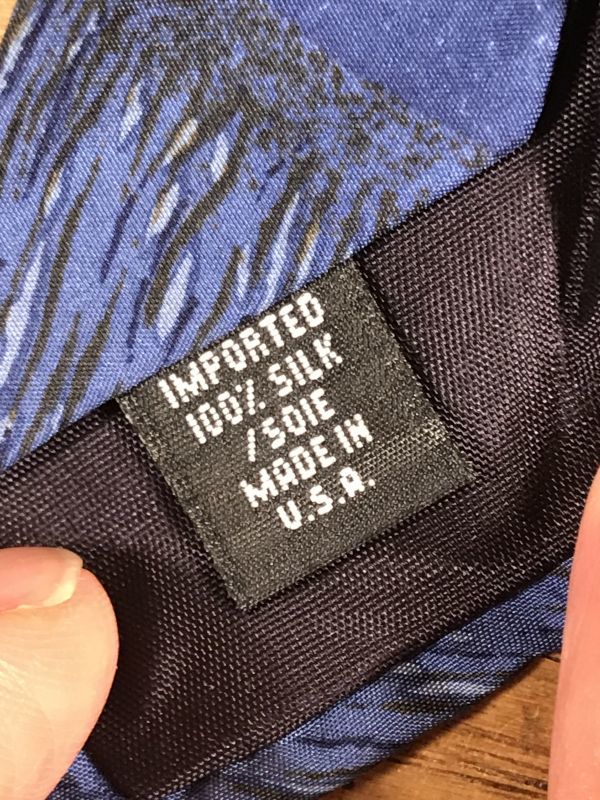 IMPORTED
100% SILK
/SOIE
MADE IN
U.S.A.